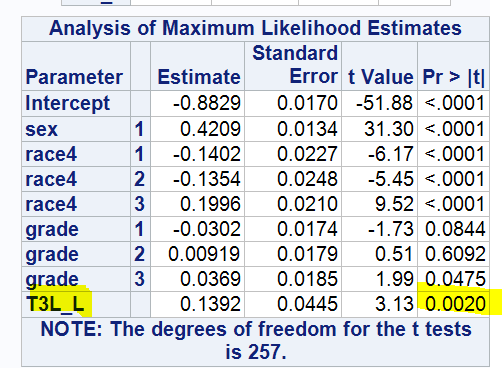 Analysis of Maximum Likelihood Estimates
Parameter Estimate Standard Error t Value Pr > |t|
Intercept -0.8829 0.0170 -51.88 <.0001
sex 1 0.4209 0.0134 31.30 <.0001
race4 1 -0.1402 0.0227 -6.17 <.0001
race4 2 -0.1354 0.0248 -5.45 <.0001
race4 3 0.1996 0.0210 9.52 <.0001
grade 1 -0.0302 0.0174 -1.73 0.0844
grade 2 0.00919 0.0179 0.51 0.6092
grade 3 0.0369 0.0185 1.99 0.0475
T3L_L 0.1392 0.0445 3.13 0.0020
NOTE: The degrees of freedom for the t tests
is 257.